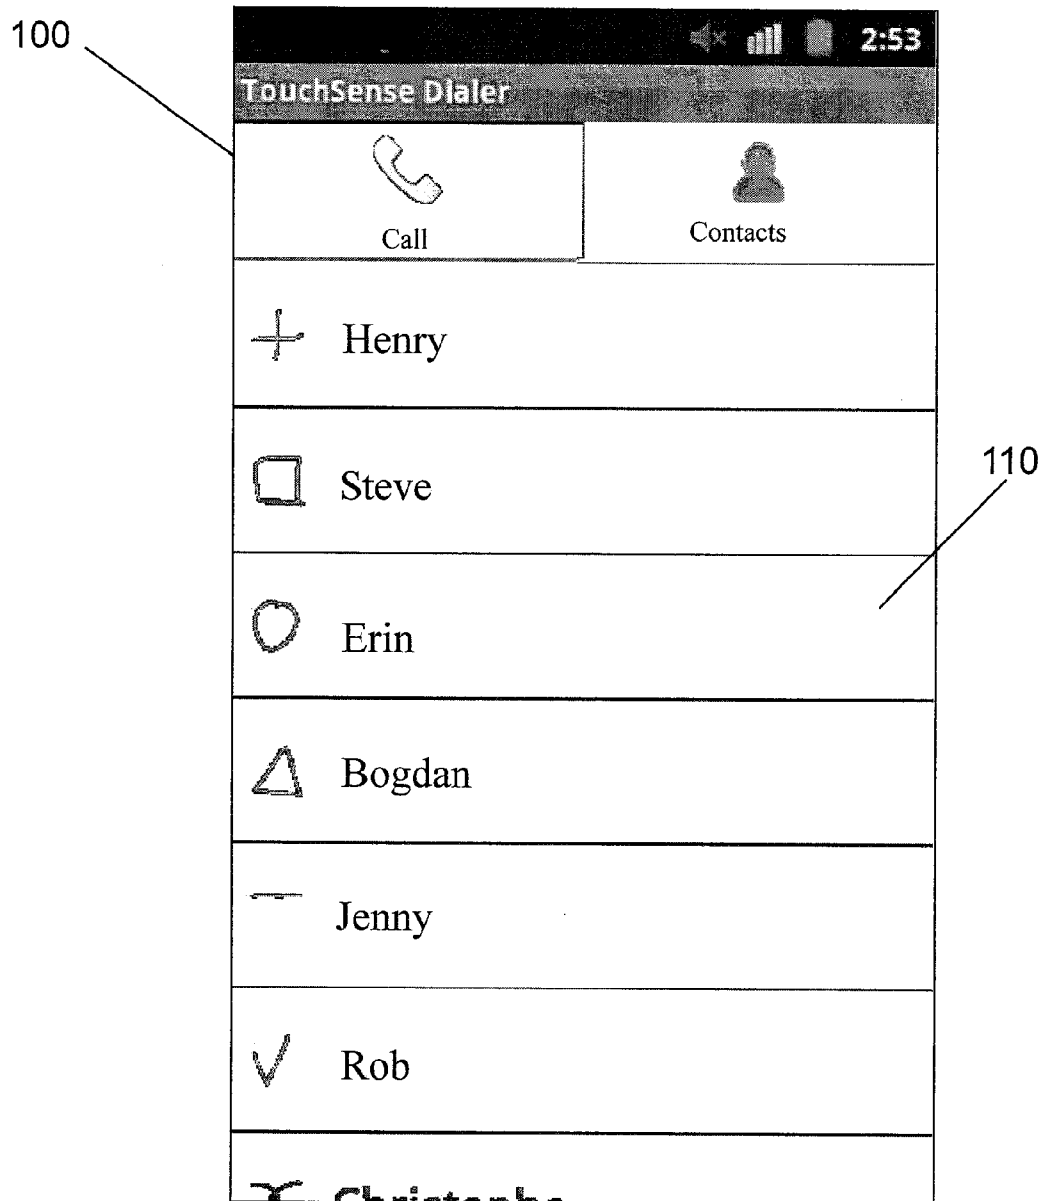 100
2:53
TouchSense Dialer
Call
Contacts
Henry
Steve
110
Erin
Bogdan
Jenny
Rob